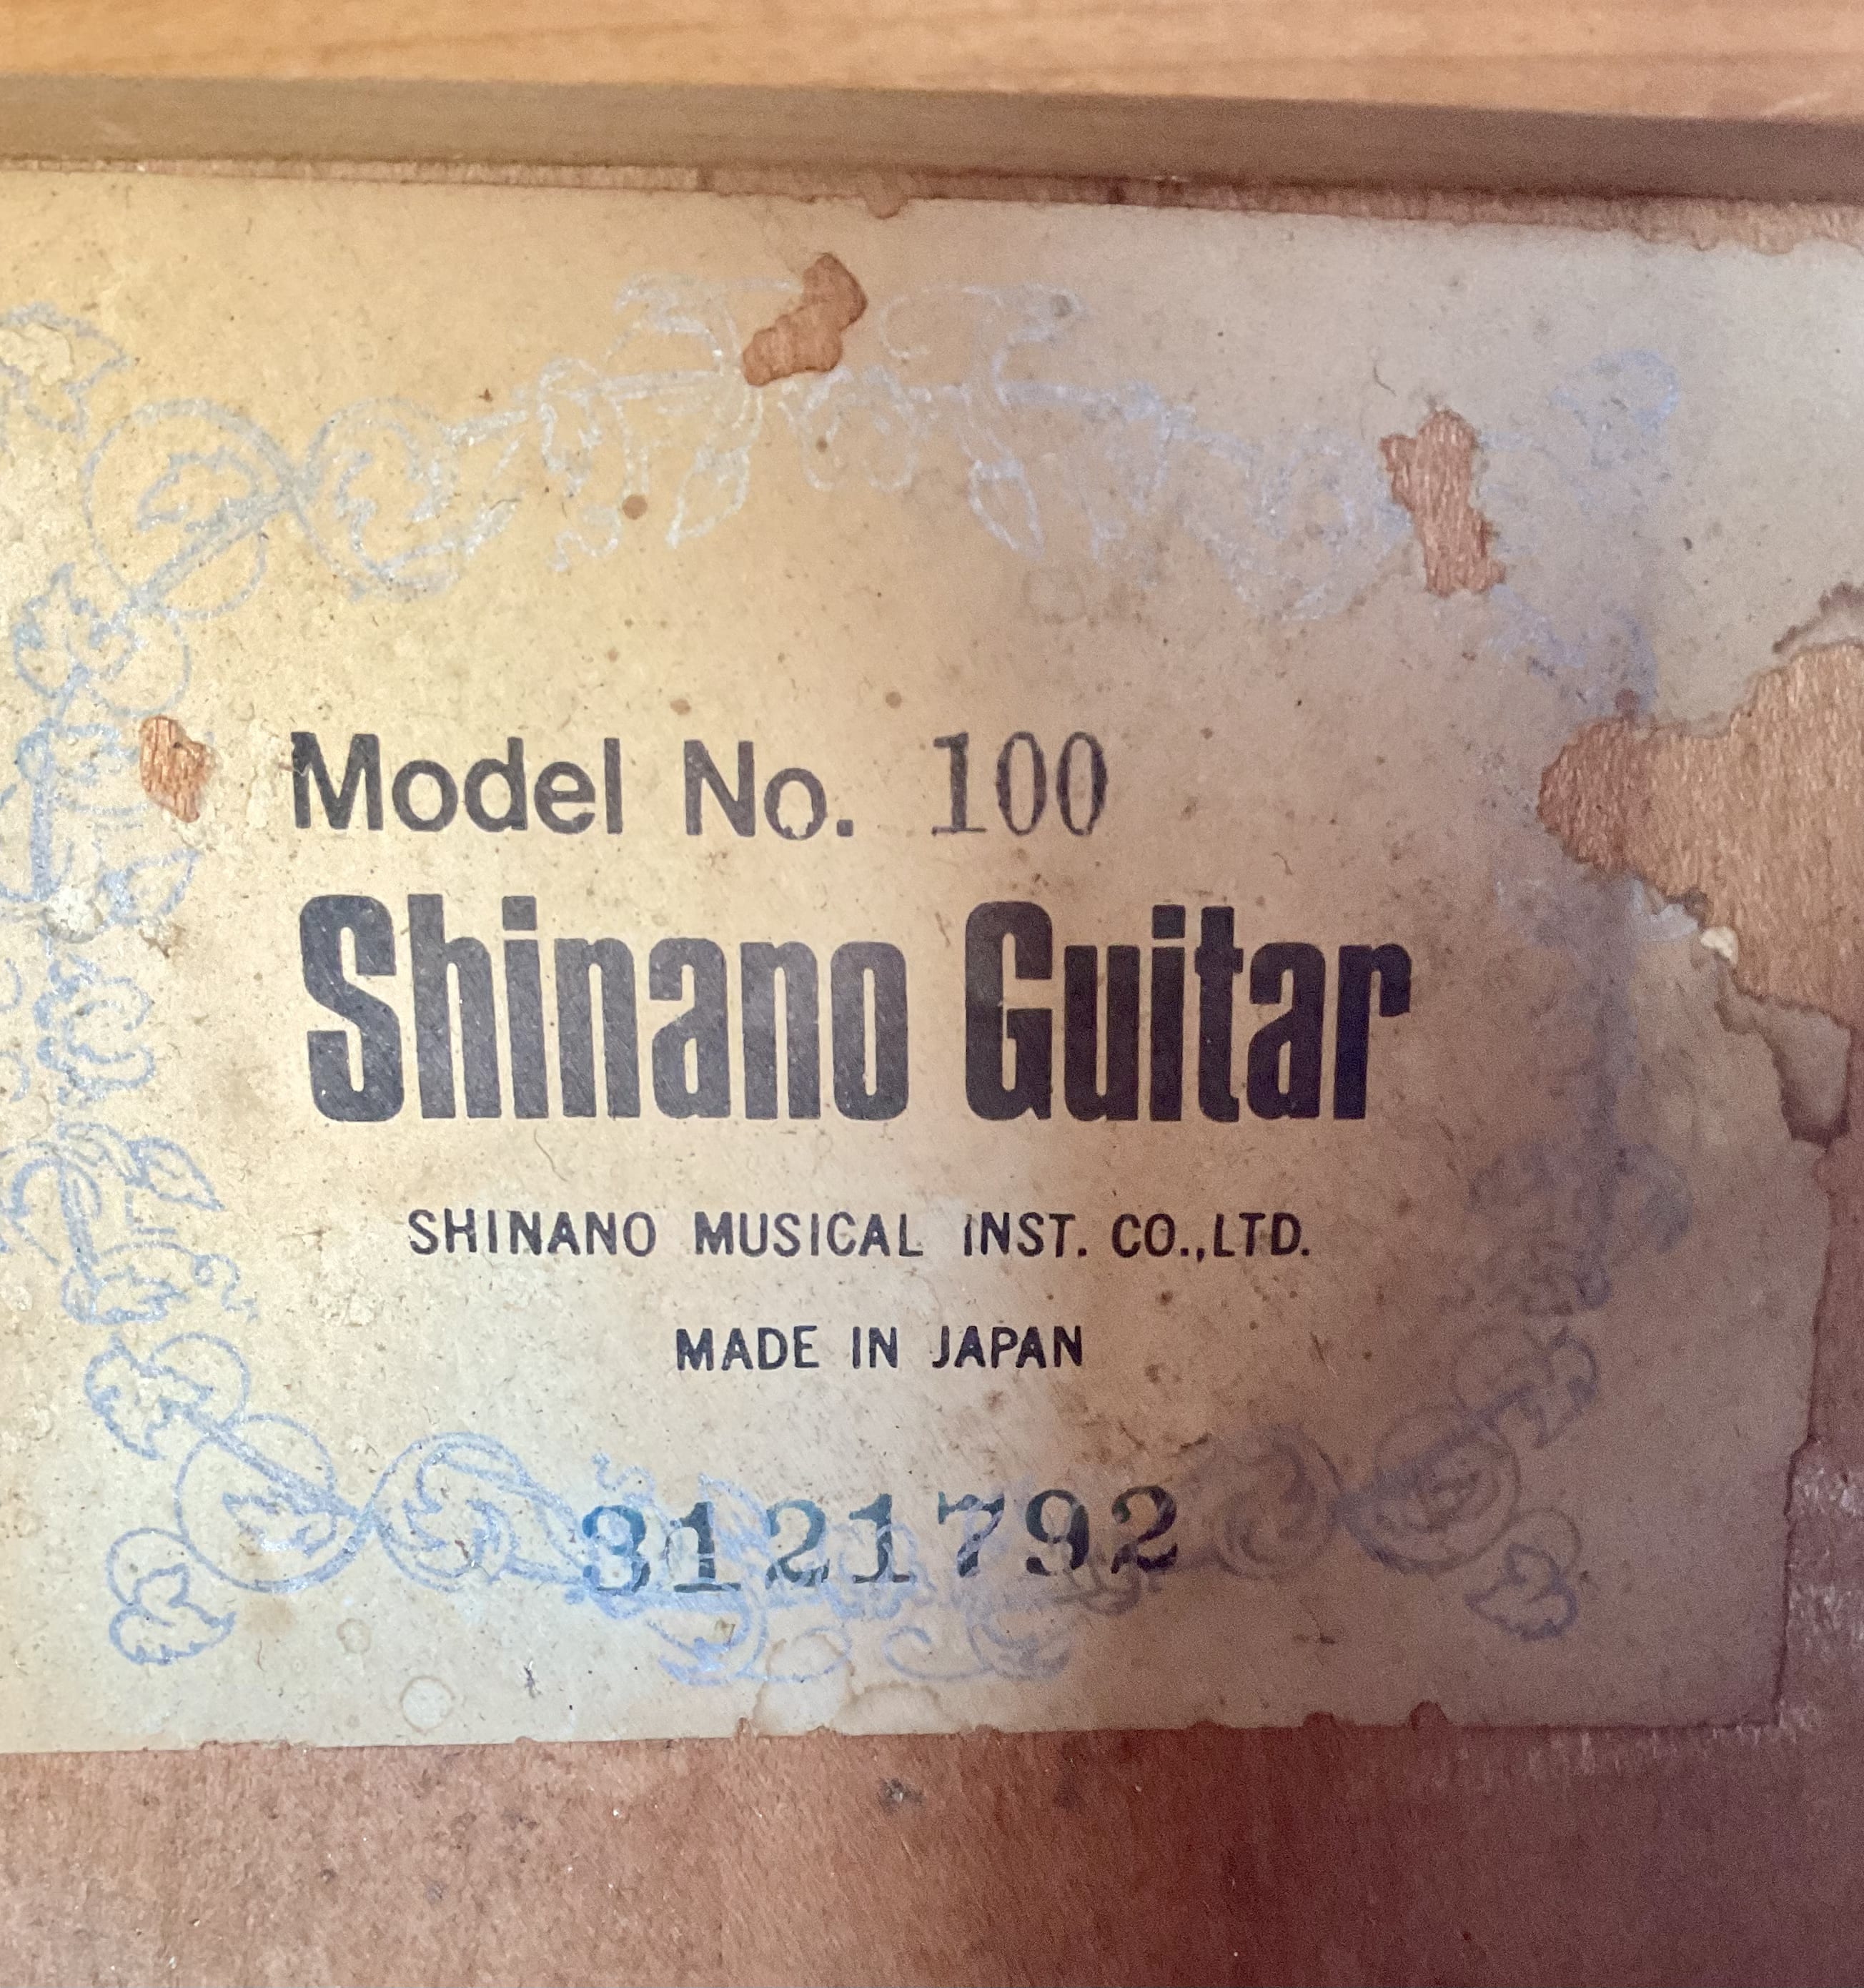 Model No. 100
Shinano Guitar
SHINANO MUSICAL INST. CO.,LTD.
MADE IN JAPAN
3121792